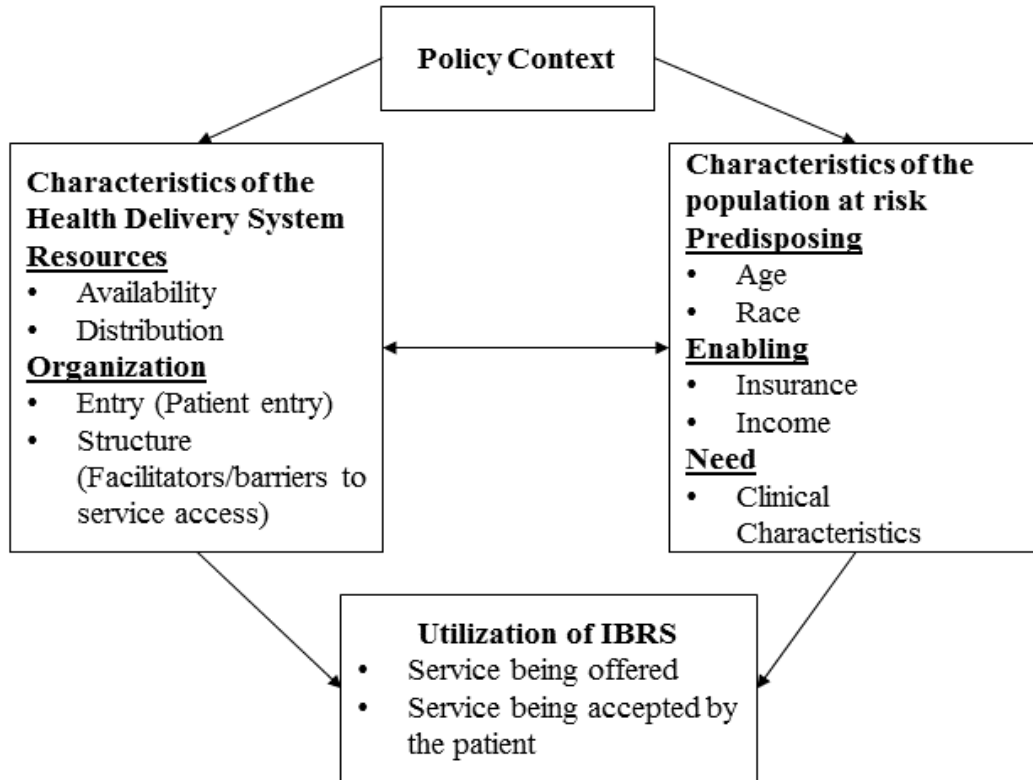 Policy Context
Characteristics of the
Health Delivery System
Resources
• Availability
• Distribution
Organization
• Entry (Patient entry)
• Structure
(Facilitators/barriers to
service access)
Characteristics of the
population at risk
Predisposing
• Age
• Race
Enabling
• Insurance
• Income
Need
• Clinical
Characteristics
Utilization of IBRS
• Service being offered
• Service being accepted by
the patient